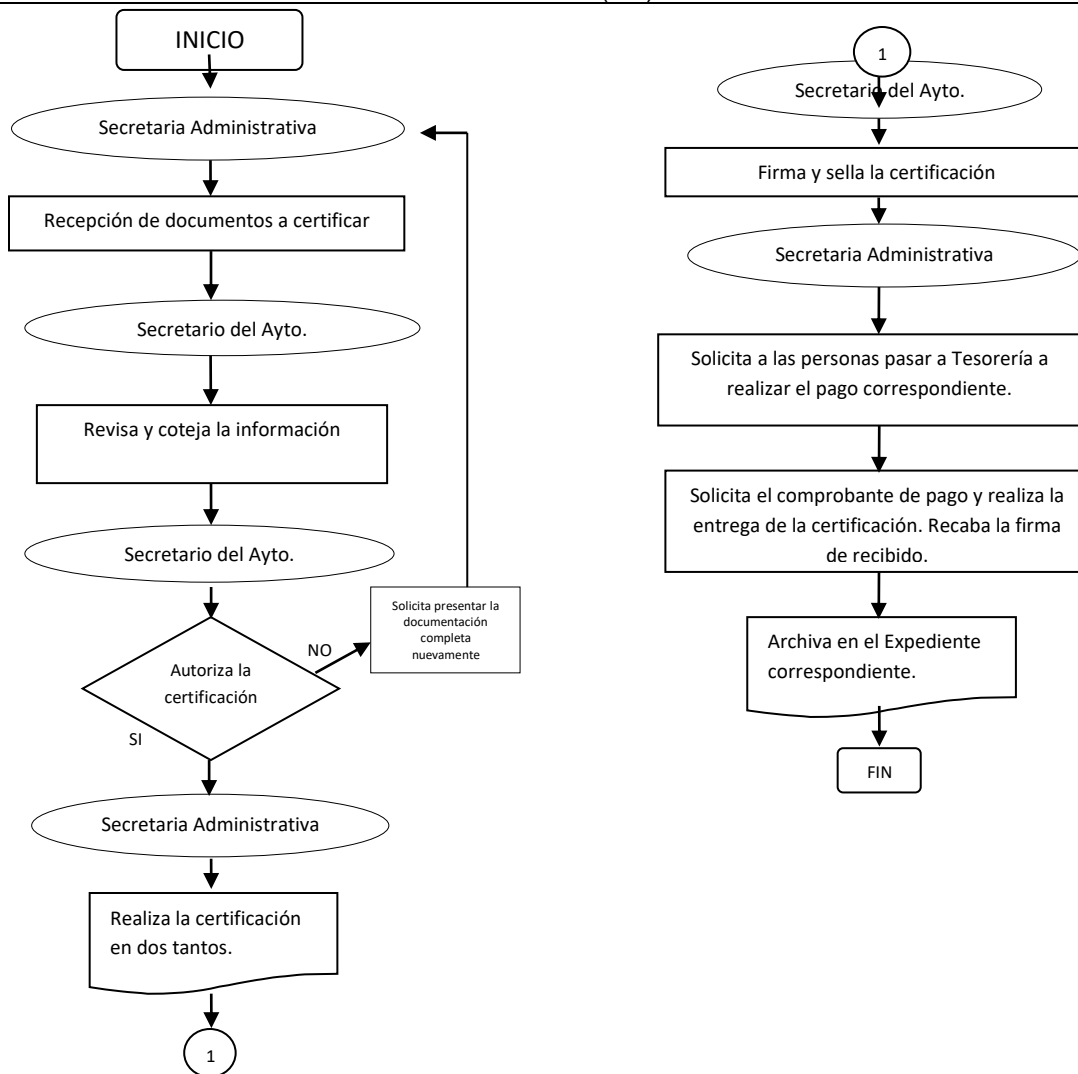 INICIO
Secretaria Administrativa
Recepción de documentos a certificar
Secretario del Ayto.
Revisa y coteja la información
Secretario del Ayto.
Autoriza la
certificación
NO
Solicita presentar la
documentación
completa
nuevamente
SI
Secretaria Administrativa
Realiza la certificación
en dos tantos.
1
1
Secretario del Ayto.
Firma y sella la certificación
Secretaria Administrativa
Solicita a las personas pasar a Tesorería a
realizar el pago correspondiente.
Solicita el comprobante de pago y realiza la
entrega de la certificación. Recaba la firma
de recibido.
Archiva en el Expediente
correspondiente.
FIN